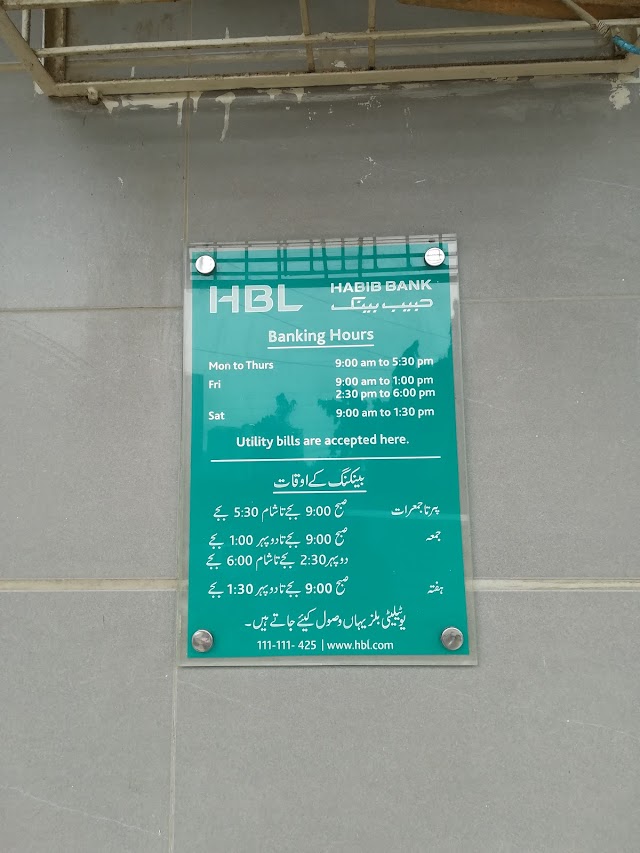 HBL HABIB BANK
حبیب بینک
Banking Hours
Mon to Thurs 9:00 am to 5:30 pm
Fri 9:00 am to 1:00 pm
2:30 pm to 6:00 pm
Sat 9:00 am to 1:30 pm
Utility bills are accepted here.
بینکنگ کے اوقات
پیر تا جمعرات صبح 9:00 بجے تا شام 5:30 بجے
جمعہ صبح 9:00 بجے تا دوپہر 1:00 بجے
دوپہر 2:30 بجے تا شام 6:00 بجے
ہفتہ صبح 9:00 بجے تا دوپہر 1:30 بجے
یوٹیلیٹی بلز یہاں وصول کیئے جاتے ہیں۔
111-111- 425 | www.hbl.com